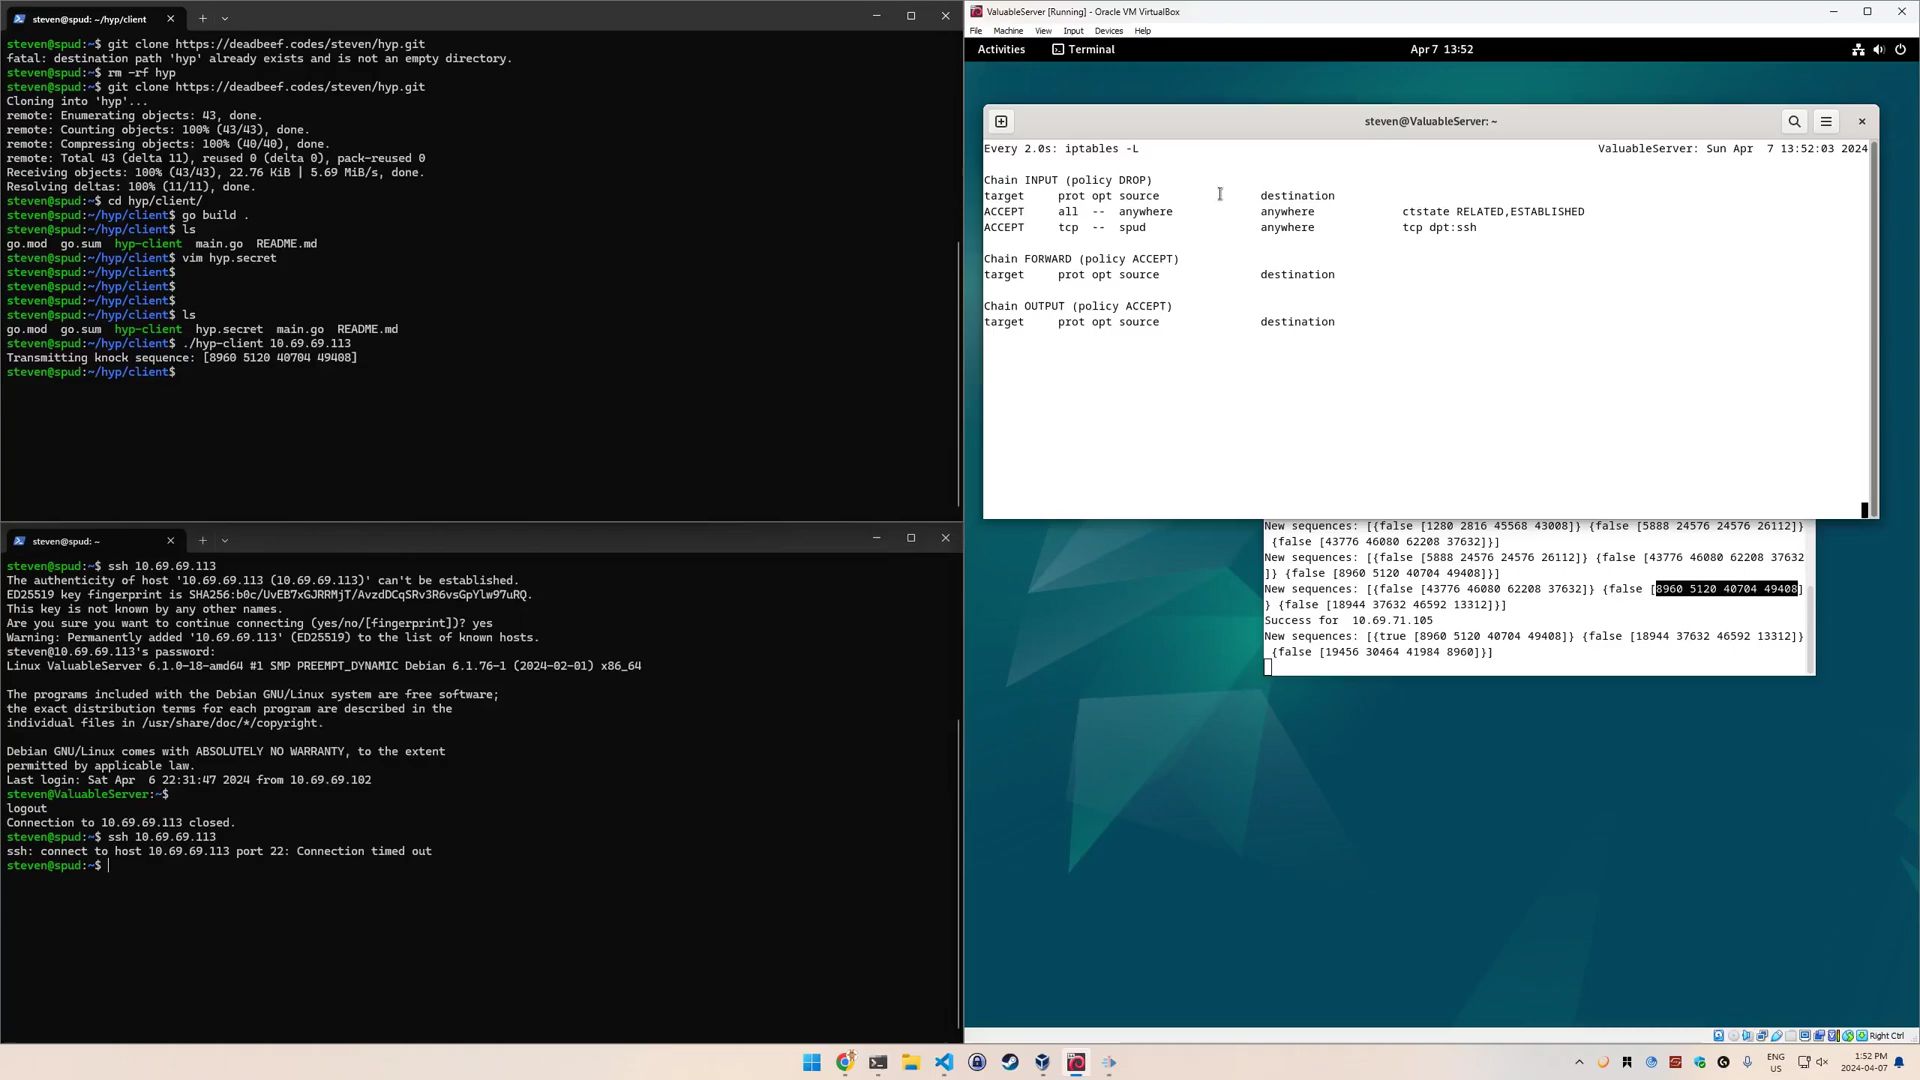 steven@spud: ~/hyp/client
steven@spud:~$ git clone https://deadbeef.codes/steven/hyp.git
fatal: destination path 'hyp' already exists and is not an empty directory.
steven@spud:~$ rm -rf hyp
steven@spud:~$ git clone https://deadbeef.codes/steven/hyp.git
Cloning into 'hyp'...
remote: Enumerating objects: 43, done.
remote: Counting objects: 100% (43/43), done.
remote: Compressing objects: 100% (40/40), done.
remote: Total 43 (delta 11), reused 0 (delta 0), pack-reused 0
Receiving objects: 100% (43/43), 22.76 KiB | 5.69 MiB/s, done.
Resolving deltas: 100% (11/11), done.
steven@spud:~$ cd hyp/client/
steven@spud:~/hyp/client$ go build .
steven@spud:~/hyp/client$ ls
go.mod  go.sum  hyp-client  main.go  README.md
steven@spud:~/hyp/client$ vim hyp.secret
steven@spud:~/hyp/client$
steven@spud:~/hyp/client$
steven@spud:~/hyp/client$
steven@spud:~/hyp/client$ ls
go.mod  go.sum  hyp-client  hyp.secret  main.go  README.md
steven@spud:~/hyp/client$ ./hyp-client 10.69.69.113
Transmitting knock sequence: [8960 5120 40704 49408]
steven@spud:~/hyp/client$
steven@spud: ~
steven@spud:~$ ssh 10.69.69.113
The authenticity of host '10.69.69.113 (10.69.69.113)' can't be established.
ED25519 key fingerprint is SHA256:b0c/UvEB7xGJRRMjT/AvzdDCqSRv3R6vsGpYlw97uRQ.
This key is not known by any other names.
Are you sure you want to continue connecting (yes/no/[fingerprint])? yes
Warning: Permanently added '10.69.69.113' (ED25519) to the list of known hosts.
steven@10.69.69.113's password:
Linux ValuableServer 6.1.0-18-amd64 #1 SMP PREEMPT_DYNAMIC Debian 6.1.76-1 (2024-02-01) x86_64
The programs included with the Debian GNU/Linux system are free software;
the exact distribution terms for each program are described in the
individual files in /usr/share/doc/*/copyright.
Debian GNU/Linux comes with ABSOLUTELY NO WARRANTY, to the extent
permitted by applicable law.
Last login: Sat Apr  6 22:31:47 2024 from 10.69.69.102
steven@ValuableServer:~$
logout
Connection to 10.69.69.113 closed.
steven@spud:~$ ssh 10.69.69.113
ssh: connect to host 10.69.69.113 port 22: Connection timed out
steven@spud:~$
ValuableServer [Running] - Oracle VM VirtualBox
File Machine View Input Devices Help
Activities Terminal Apr 7 13:52
steven@ValuableServer: ~
Every 2.0s: iptables -L ValuableServer: Sun Apr  7 13:52:03 2024
Chain INPUT (policy DROP)
target prot opt source destination
ACCEPT all -- anywhere anywhere ctstate RELATED,ESTABLISHED
ACCEPT tcp -- spud anywhere tcp dpt:ssh
Chain FORWARD (policy ACCEPT)
target prot opt source destination
Chain OUTPUT (policy ACCEPT)
target prot opt source destination
New sequences: [{false [1280 2816 45568 43008]} {false [5888 24576 24576 26112]}
 {false [43776 46080 62208 37632]}]
New sequences: [{false [5888 24576 24576 26112]} {false [43776 46080 62208 37632
]} {false [8960 5120 40704 49408]}]
New sequences: [{false [43776 46080 62208 37632]} {false [8960 5120 40704 49408]
} {false [18944 37632 46592 13312]}]
Success for  10.69.71.105
New sequences: [{true [8960 5120 40704 49408]} {false [18944 37632 46592 13312]}
 {false [19456 30464 41984 8960]}]
Right Ctrl
ENG
US
1:52 PM
2024-04-07